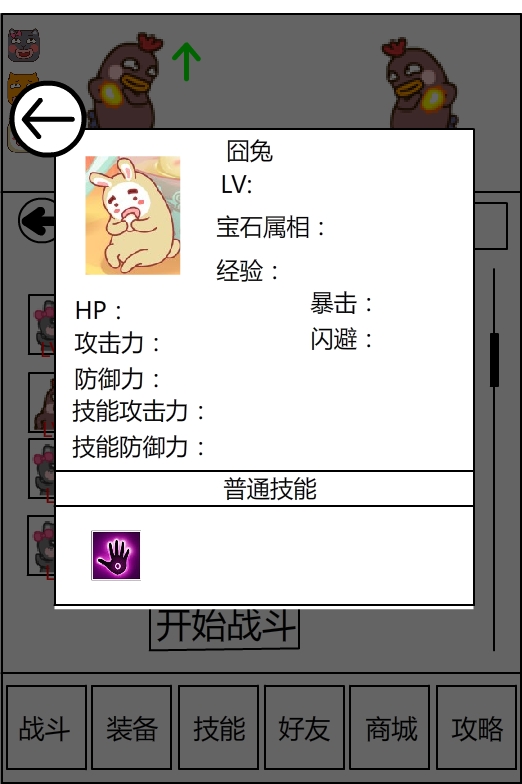 囧兔
LV:
宝石属相：
经验：
HP：
暴击：
攻击力：
闪避：
防御力：
技能攻击力：
技能防御力：
普通技能
开始战斗
战斗
装备
技能
好友
商城
攻略